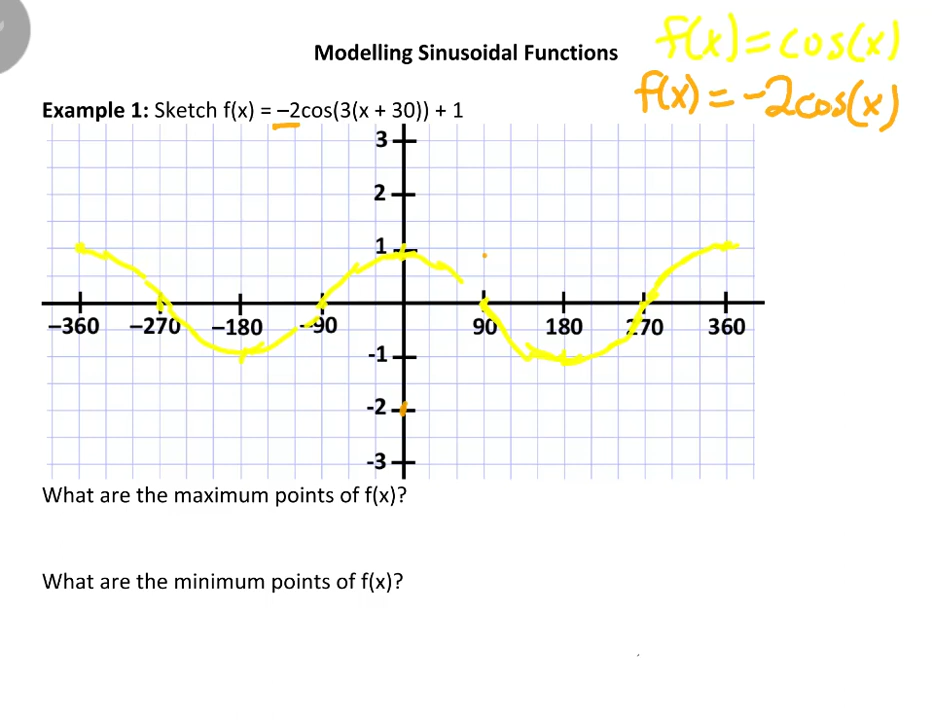 f(x)=cos(x)
Modelling Sinusoidal Functions
f(x)=-2cos(x)
Example 1: Sketch f(x) = –2cos(3(x + 30)) + 1
3
2
1
–360 –270 –180 –90 90 180 270 360
-1
-2
-3
What are the maximum points of f(x)?
What are the minimum points of f(x)?